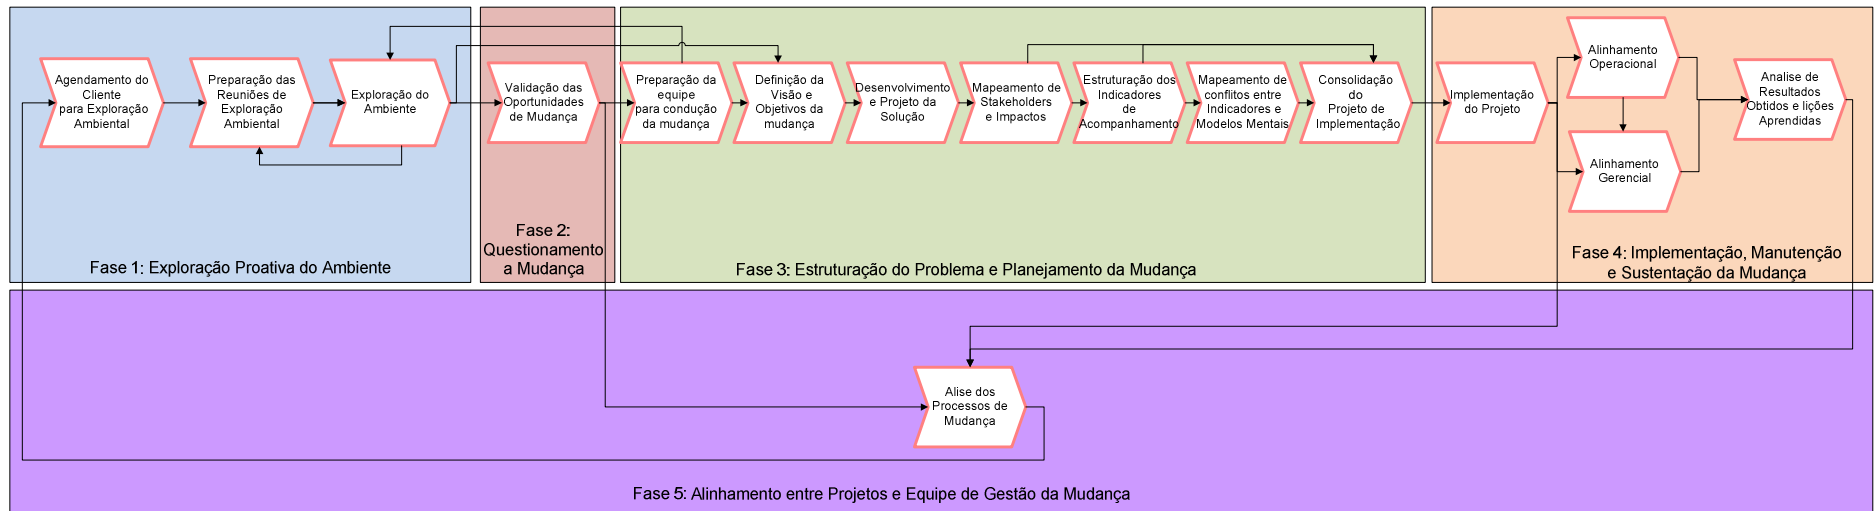 Agendamento do
Cliente
para Exploração
Ambiental
Preparação das
Reuniões de
Exploração
Ambiental
Exploração do
Ambiente
Fase 1: Exploração Proativa do Ambiente
Validação das
Oportunidades
de Mudança
Fase 2:
Questionamento
a Mudança
Preparação da
equipe
para condução
da mudança
Definição da
Visão e
Objetivos da
mudança
Desenvolvimento
e Projeto da
Solução
Mapeamento de
Stakeholders
e Impactos
Estruturação dos
Indicadores
de
Acompanhamento
Mapeamento de
conflitos entre
Indicadores e
Modelos Mentais
Consolidação
do
Projeto de
Implementação
Fase 3: Estruturação do Problema e Planejamento da Mudança
Implementação
do Projeto
Alinhamento
Operacional
Alinhamento
Gerencial
Analise de
Resultados
Obtidos e lições
Aprendidas
Fase 4: Implementação, Manutenção
e Sustentação da Mudança
Alise dos
Processos de
Mudança
Fase 5: Alinhamento entre Projetos e Equipe de Gestão da Mudança